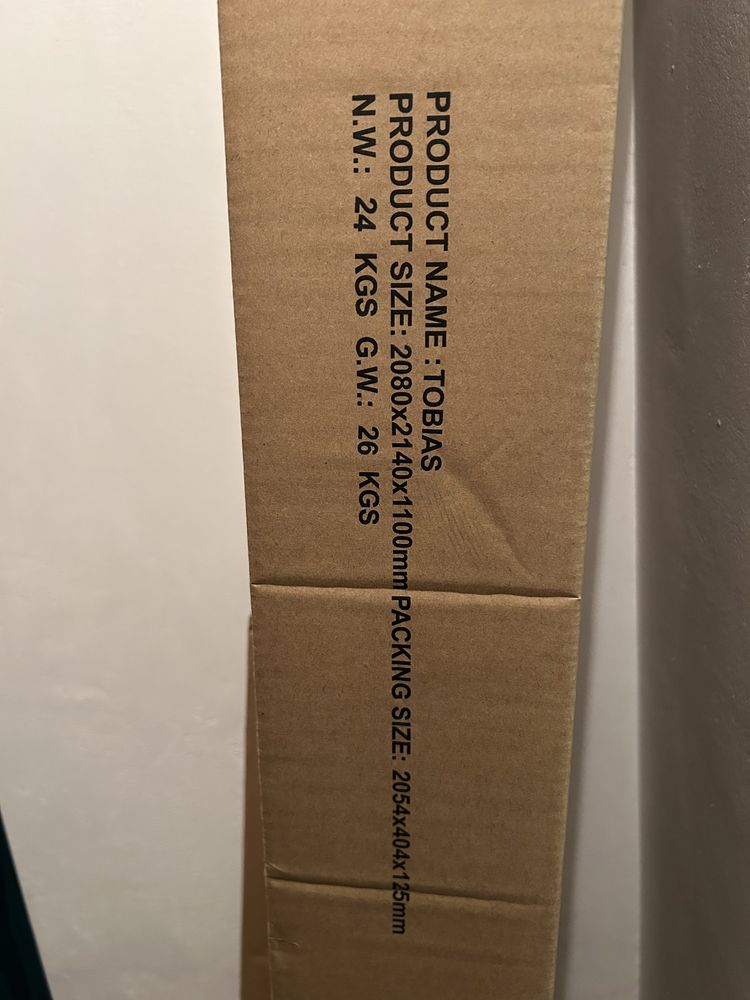 PRODUCT NAME : TOBIAS
PRODUCT SIZE: 2080x2140x1100mm PACKING SIZE: 2054x404x125mm
N.W.: 24 KGS G.W.: 26 KGS